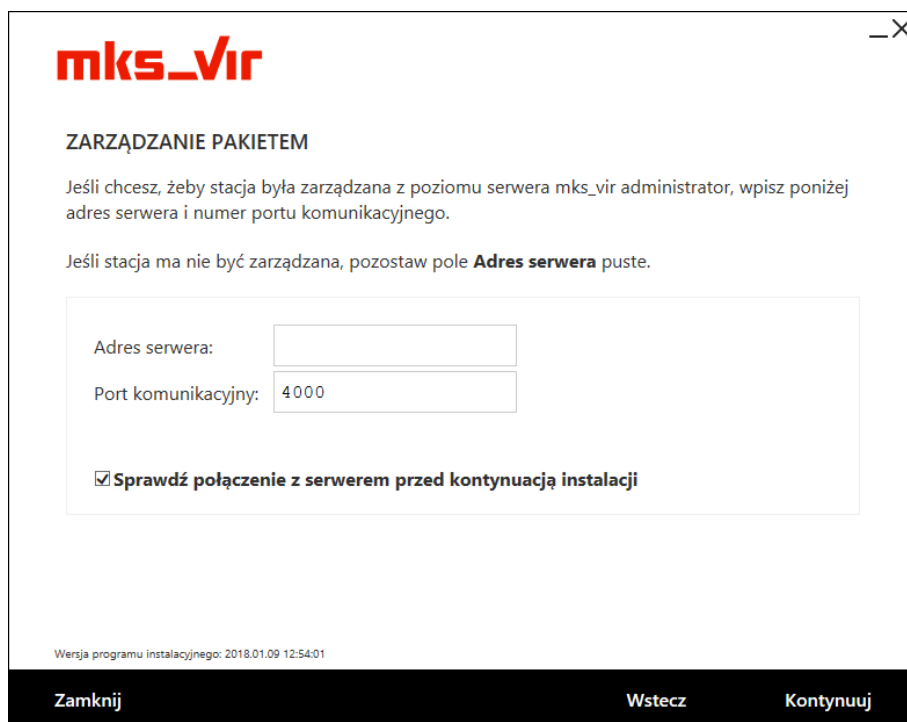 mks_vir
ZARZĄDZANIE PAKIETEM
Jeśli chcesz, żeby stacja była zarządzana z poziomu serwera mks_vir administrator, wpisz poniżej
adres serwera i numer portu komunikacyjnego.
Jeśli stacja ma nie być zarządzana, pozostaw pole Adres serwera puste.
Adres serwera:
Port komunikacyjny: 4000
Sprawdź połączenie z serwerem przed kontynuacją instalacji
Wersja programu instalacyjnego: 2018.01.09 12:54:01
Zamknij Wstecz Kontynuuj